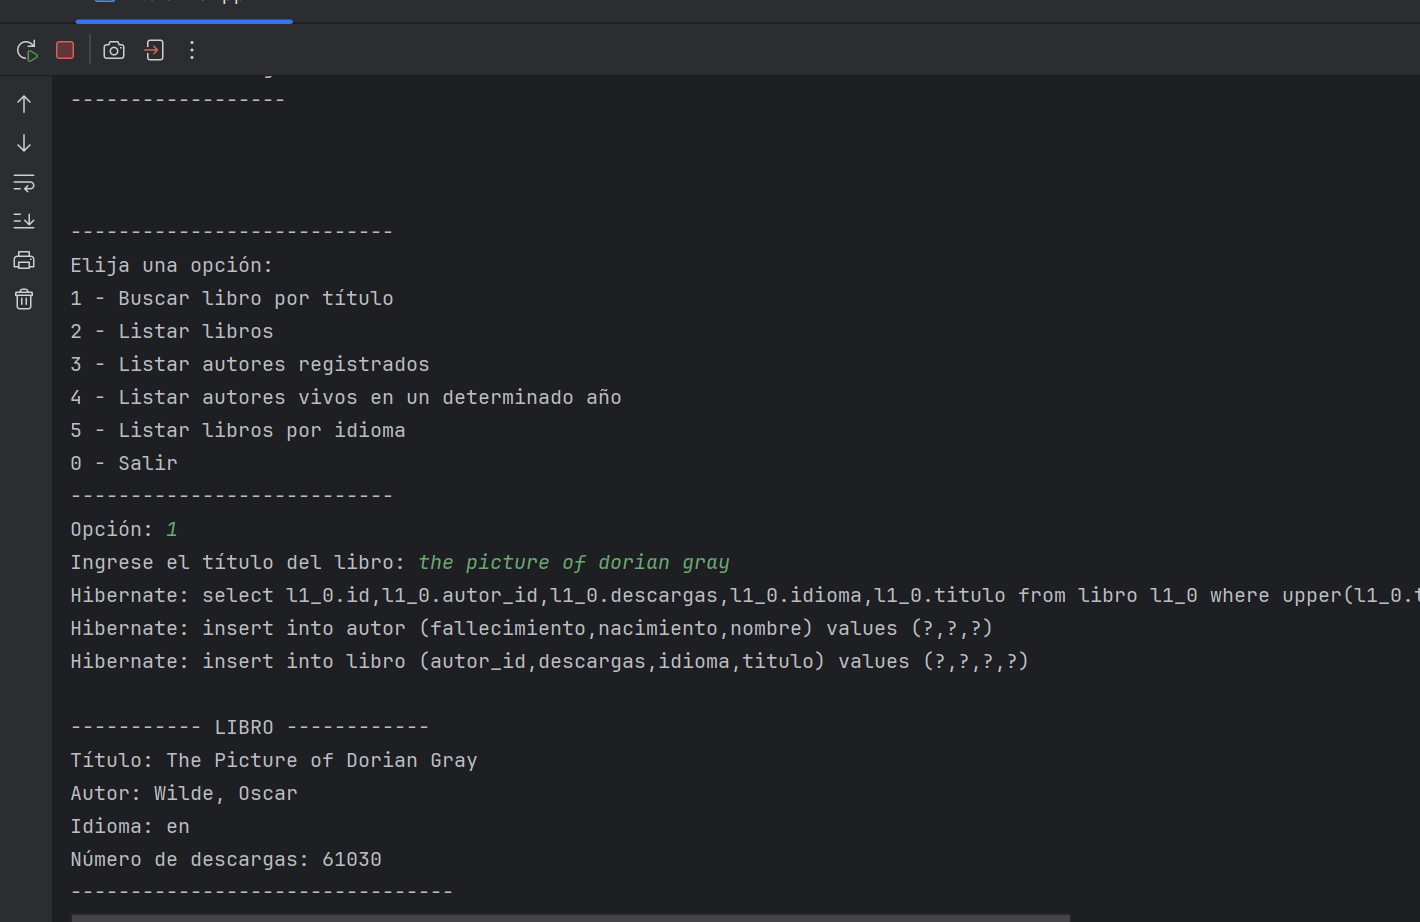 ------------------
---------------------------
Elija una opción:
1 - Buscar libro por título
2 - Listar libros
3 - Listar autores registrados
4 - Listar autores vivos en un determinado año
5 - Listar libros por idioma
0 - Salir
---------------------------
Opción: 1
Ingrese el título del libro: the picture of dorian gray
Hibernate: select l1_0.id,l1_0.autor_id,l1_0.descargas,l1_0.idioma,l1_0.titulo from libro l1_0 where upper(l1_0.t
Hibernate: insert into autor (fallecimiento,nacimiento,nombre) values (?,?,?)
Hibernate: insert into libro (autor_id,descargas,idioma,titulo) values (?,?,?,?)
----------- LIBRO ------------
Título: The Picture of Dorian Gray
Autor: Wilde, Oscar
Idioma: en
Número de descargas: 61030
--------------------------------